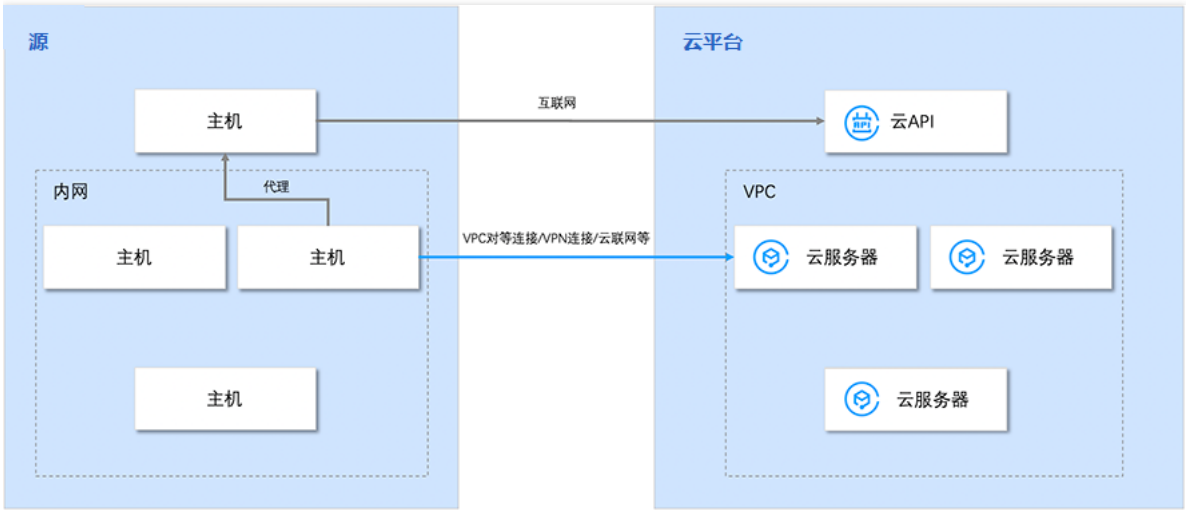 源
云平台
主机
互联网
API
云API
内网
代理
VPC
主机
主机
VPC对等连接/VPN连接/云联网等
云服务器
云服务器
主机
云服务器